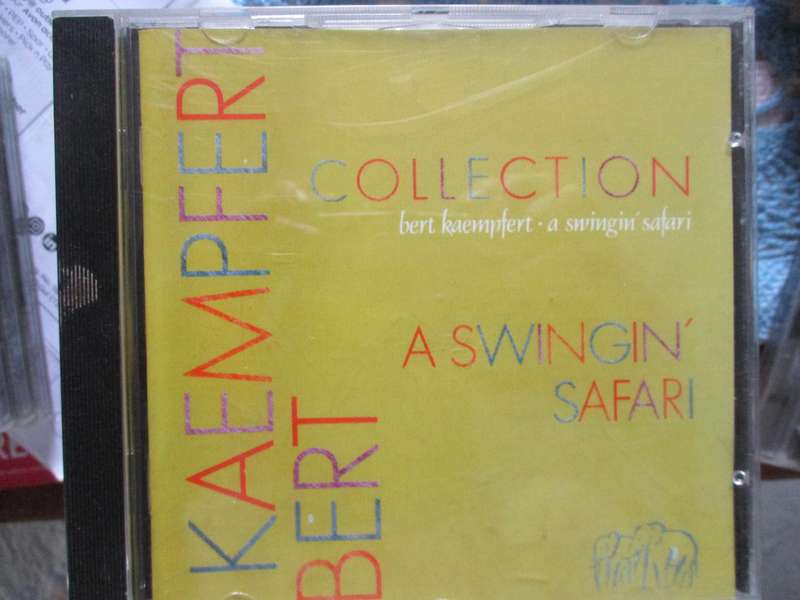 KAEMPFERT
BERT
COLLECTION
bert kaempfert · a swingin' safari
A SWINGIN'
SAFARI